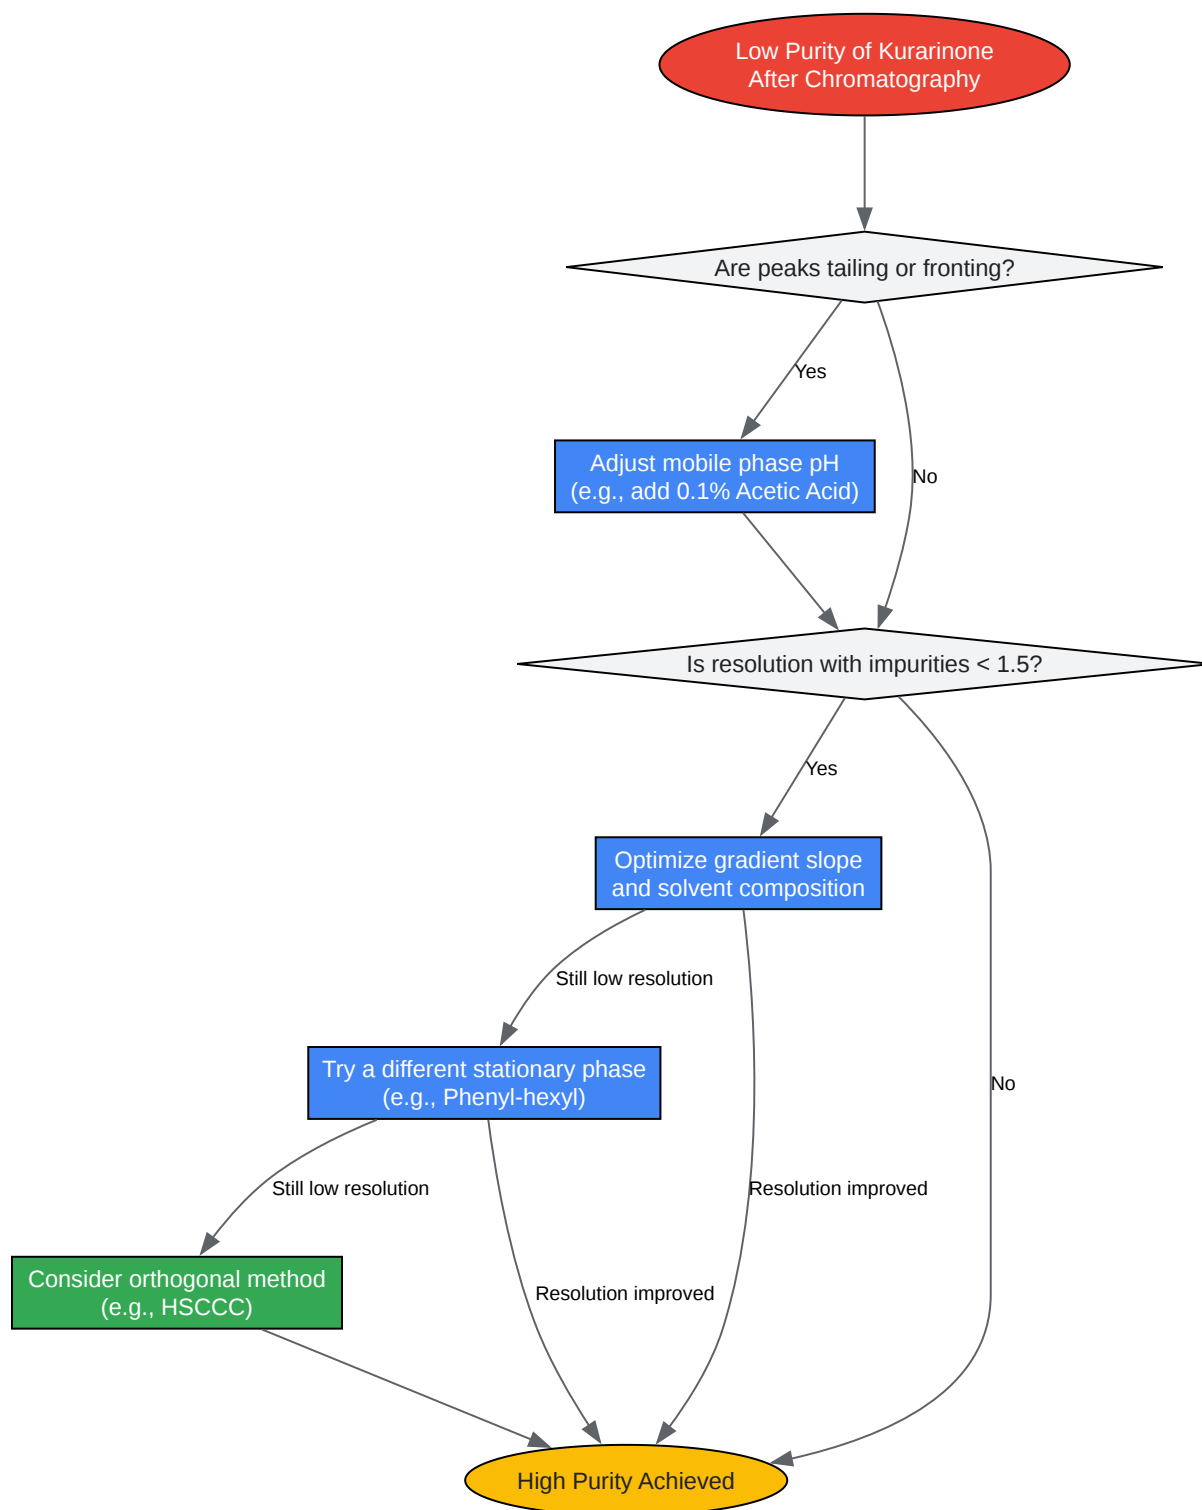 Low Purity of Kurarinone
After Chromatography
Are peaks tailing or fronting?
Yes
Adjust mobile phase pH
(e.g., add 0.1% Acetic Acid)
No
Is resolution with impurities < 1.5?
Yes
Optimize gradient slope
and solvent composition
Still low resolution
Try a different stationary phase
(e.g., Phenyl-hexyl)
No
Still low resolution
Resolution improved
Consider orthogonal method
(e.g., HSCCC)
Resolution improved
High Purity Achieved